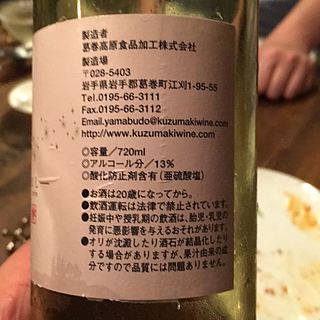 製造者
葛巻高原食品加工株式会社
製造場
〒028-5403
岩手県岩手郡葛巻町江刈1-95-55
Tel.0195-66-3111
Fax.0195-66-3112
Email.yamabudo@kuzumakiwine.com
http://www.kuzumakiwine.com
◎容量／720ml
◎アルコール分／13%
◎酸化防止剤含有(亜硫酸塩)
●お酒は20歳になってから。
●飲酒運転は法律で禁止されています。
●妊娠中や授乳期の飲酒は、胎児・乳児の
発育に悪影響を与えるおそれがあります。
●オリが沈澱したり酒石が結晶化したり
する場合がありますが、果汁由来の成
分ですので品質には問題ありません。